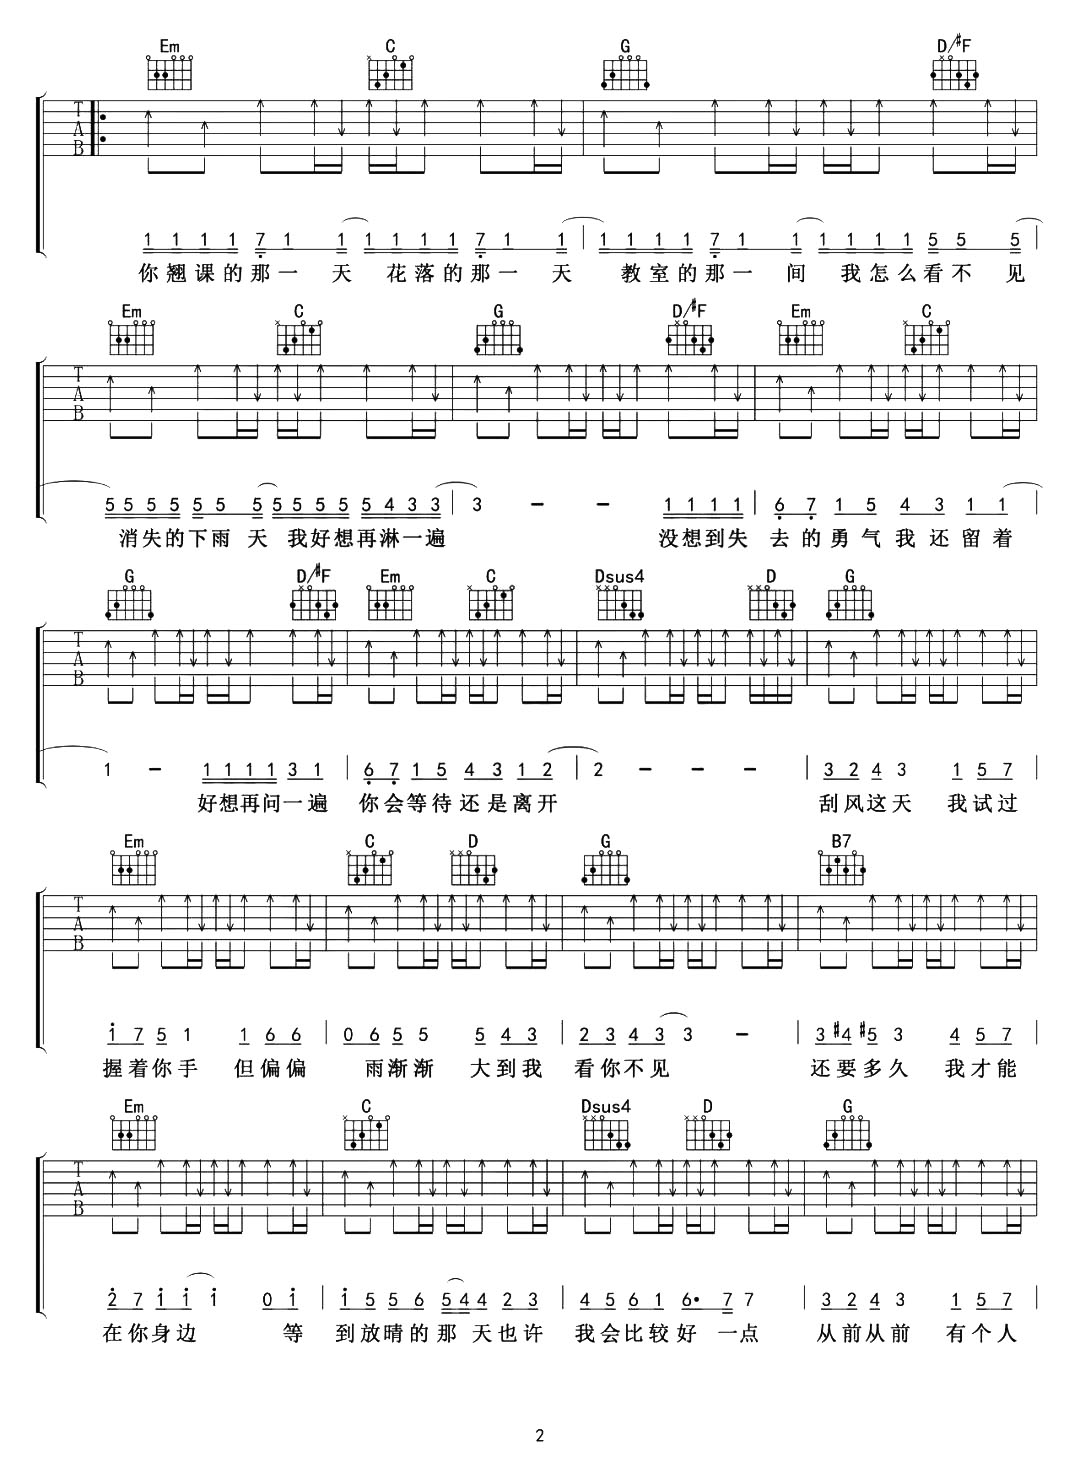 Em C G D/#F
T
A
B
1 1 1 1 7 1 1 1 1 1 1 7 1 1 1 1 1 1 7 1 1 1 1 1 1 5 5 5
你翘课的那一 天 花落的那一 天 教室的那一 间 我怎么看不 见
Em C G D/#F Em C
T
A
B
5 5 5 5 5 5 5 5 5 5 5 5 4 3 3 3 - - 1 1 1 1 6 7 1 5 4 3 1 1
消失的下雨 天 我好想再淋一遍 没想到失 去的勇气我还留着
G D/#F Em C Dsus4 D G
T
A
B
1 - 1 1 1 1 3 1 6 7 1 5 4 3 1 2 2 - - - 3 2 4 3 1 5 7
好想再问一遍 你会等待还是离开 刮风这天 我试过
Em C D G B7
T
A
B
1 7 5 1 1 6 6 0 6 5 5 5 4 3 2 3 4 3 3 - 3 #4 #5 3 4 5 7
握着你手 但偏偏 雨渐渐 大到我 看你不见 还要多久 我才能
Em C Dsus4 D G
T
A
B
2 7 1 1 1 0 1 1 5 5 6 5 4 4 2 3 4 5 6 1 6· 7 7 3 2 4 3 1 5 7
在你身边 等 到放晴的那 天也许 我会比较好 一点 从前从前 有个人
2